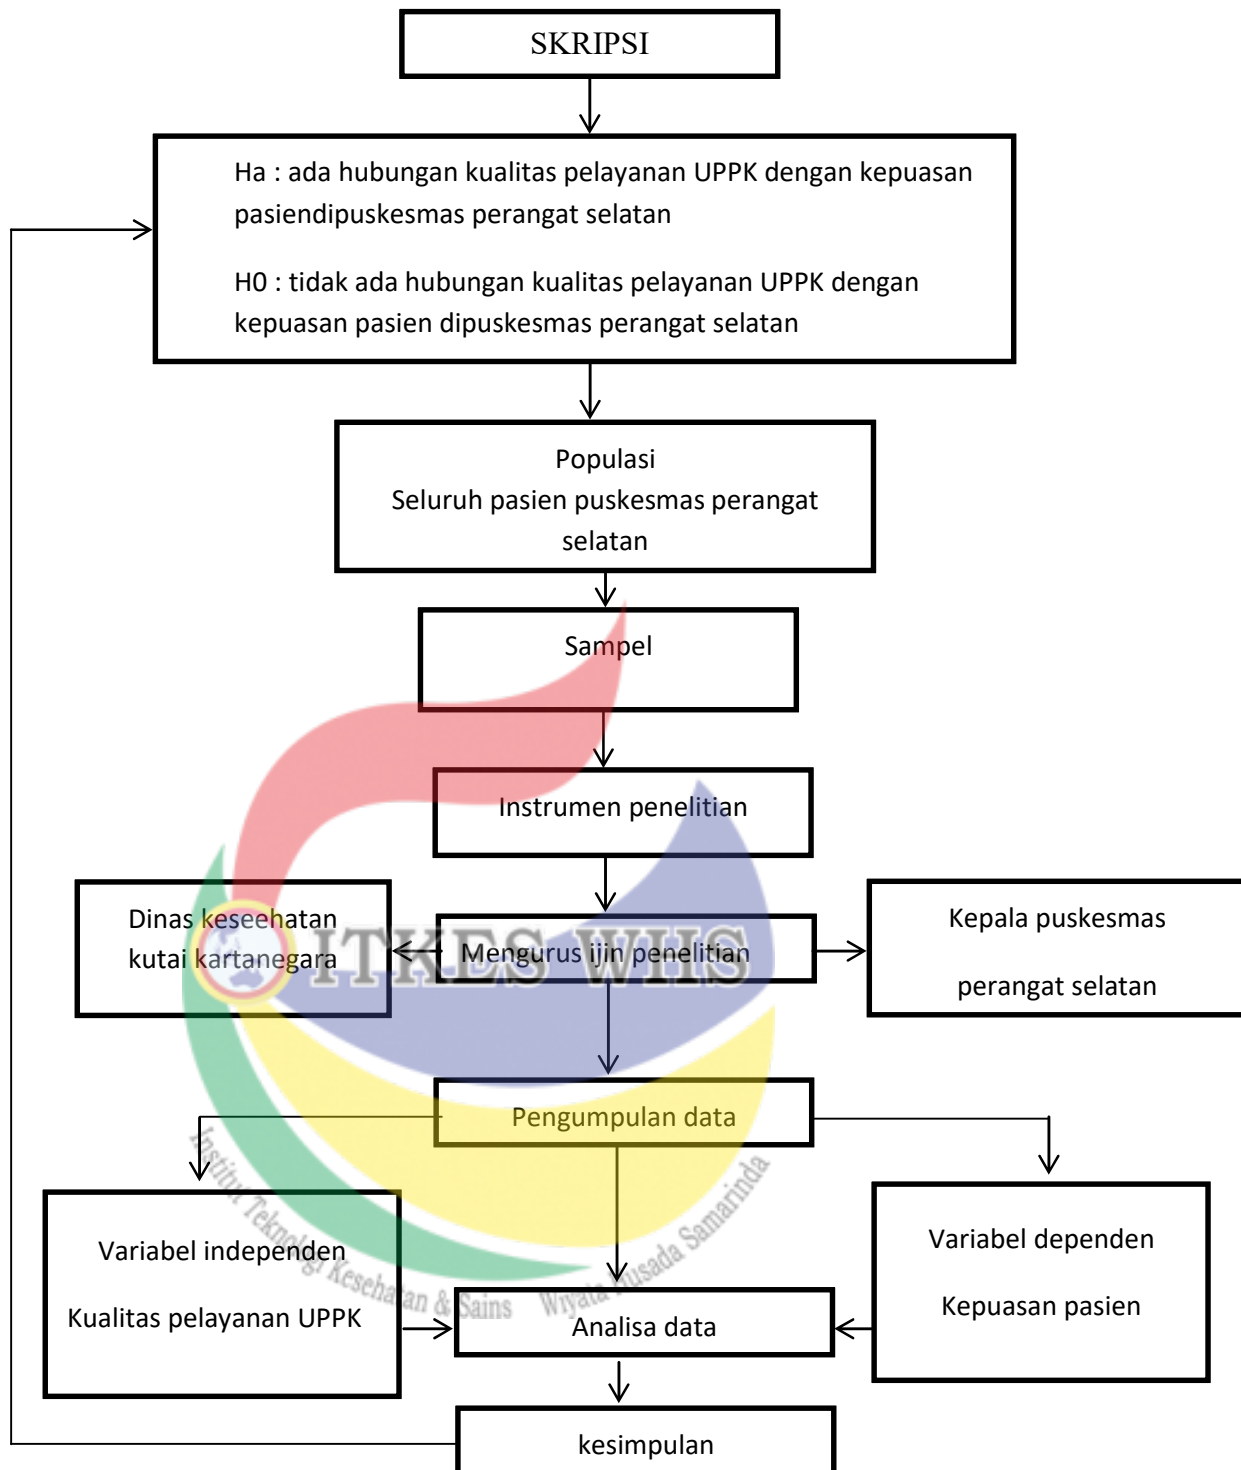 SKRIPSI
Ha : ada hubungan kualitas pelayanan UPPK dengan kepuasan
pasiendipuskesmas perangat selatan
H0 : tidak ada hubungan kualitas pelayanan UPPK dengan
kepuasan pasien dipuskesmas perangat selatan
Populasi
Seluruh pasien puskesmas perangat
selatan
Sampel
Instrumen penelitian
Dinas keseehatan
kutai kartanegara
Mengurus ijin penelitian
Kepala puskesmas
perangat selatan
ITKES WHS
Pengumpulan data
Variabel independen
Kualitas pelayanan UPPK
Variabel dependen
Kepuasan pasien
Institut Teknologi Kesehatan & Sains Wiyata Husada Samarinda
Analisa data
kesimpulan